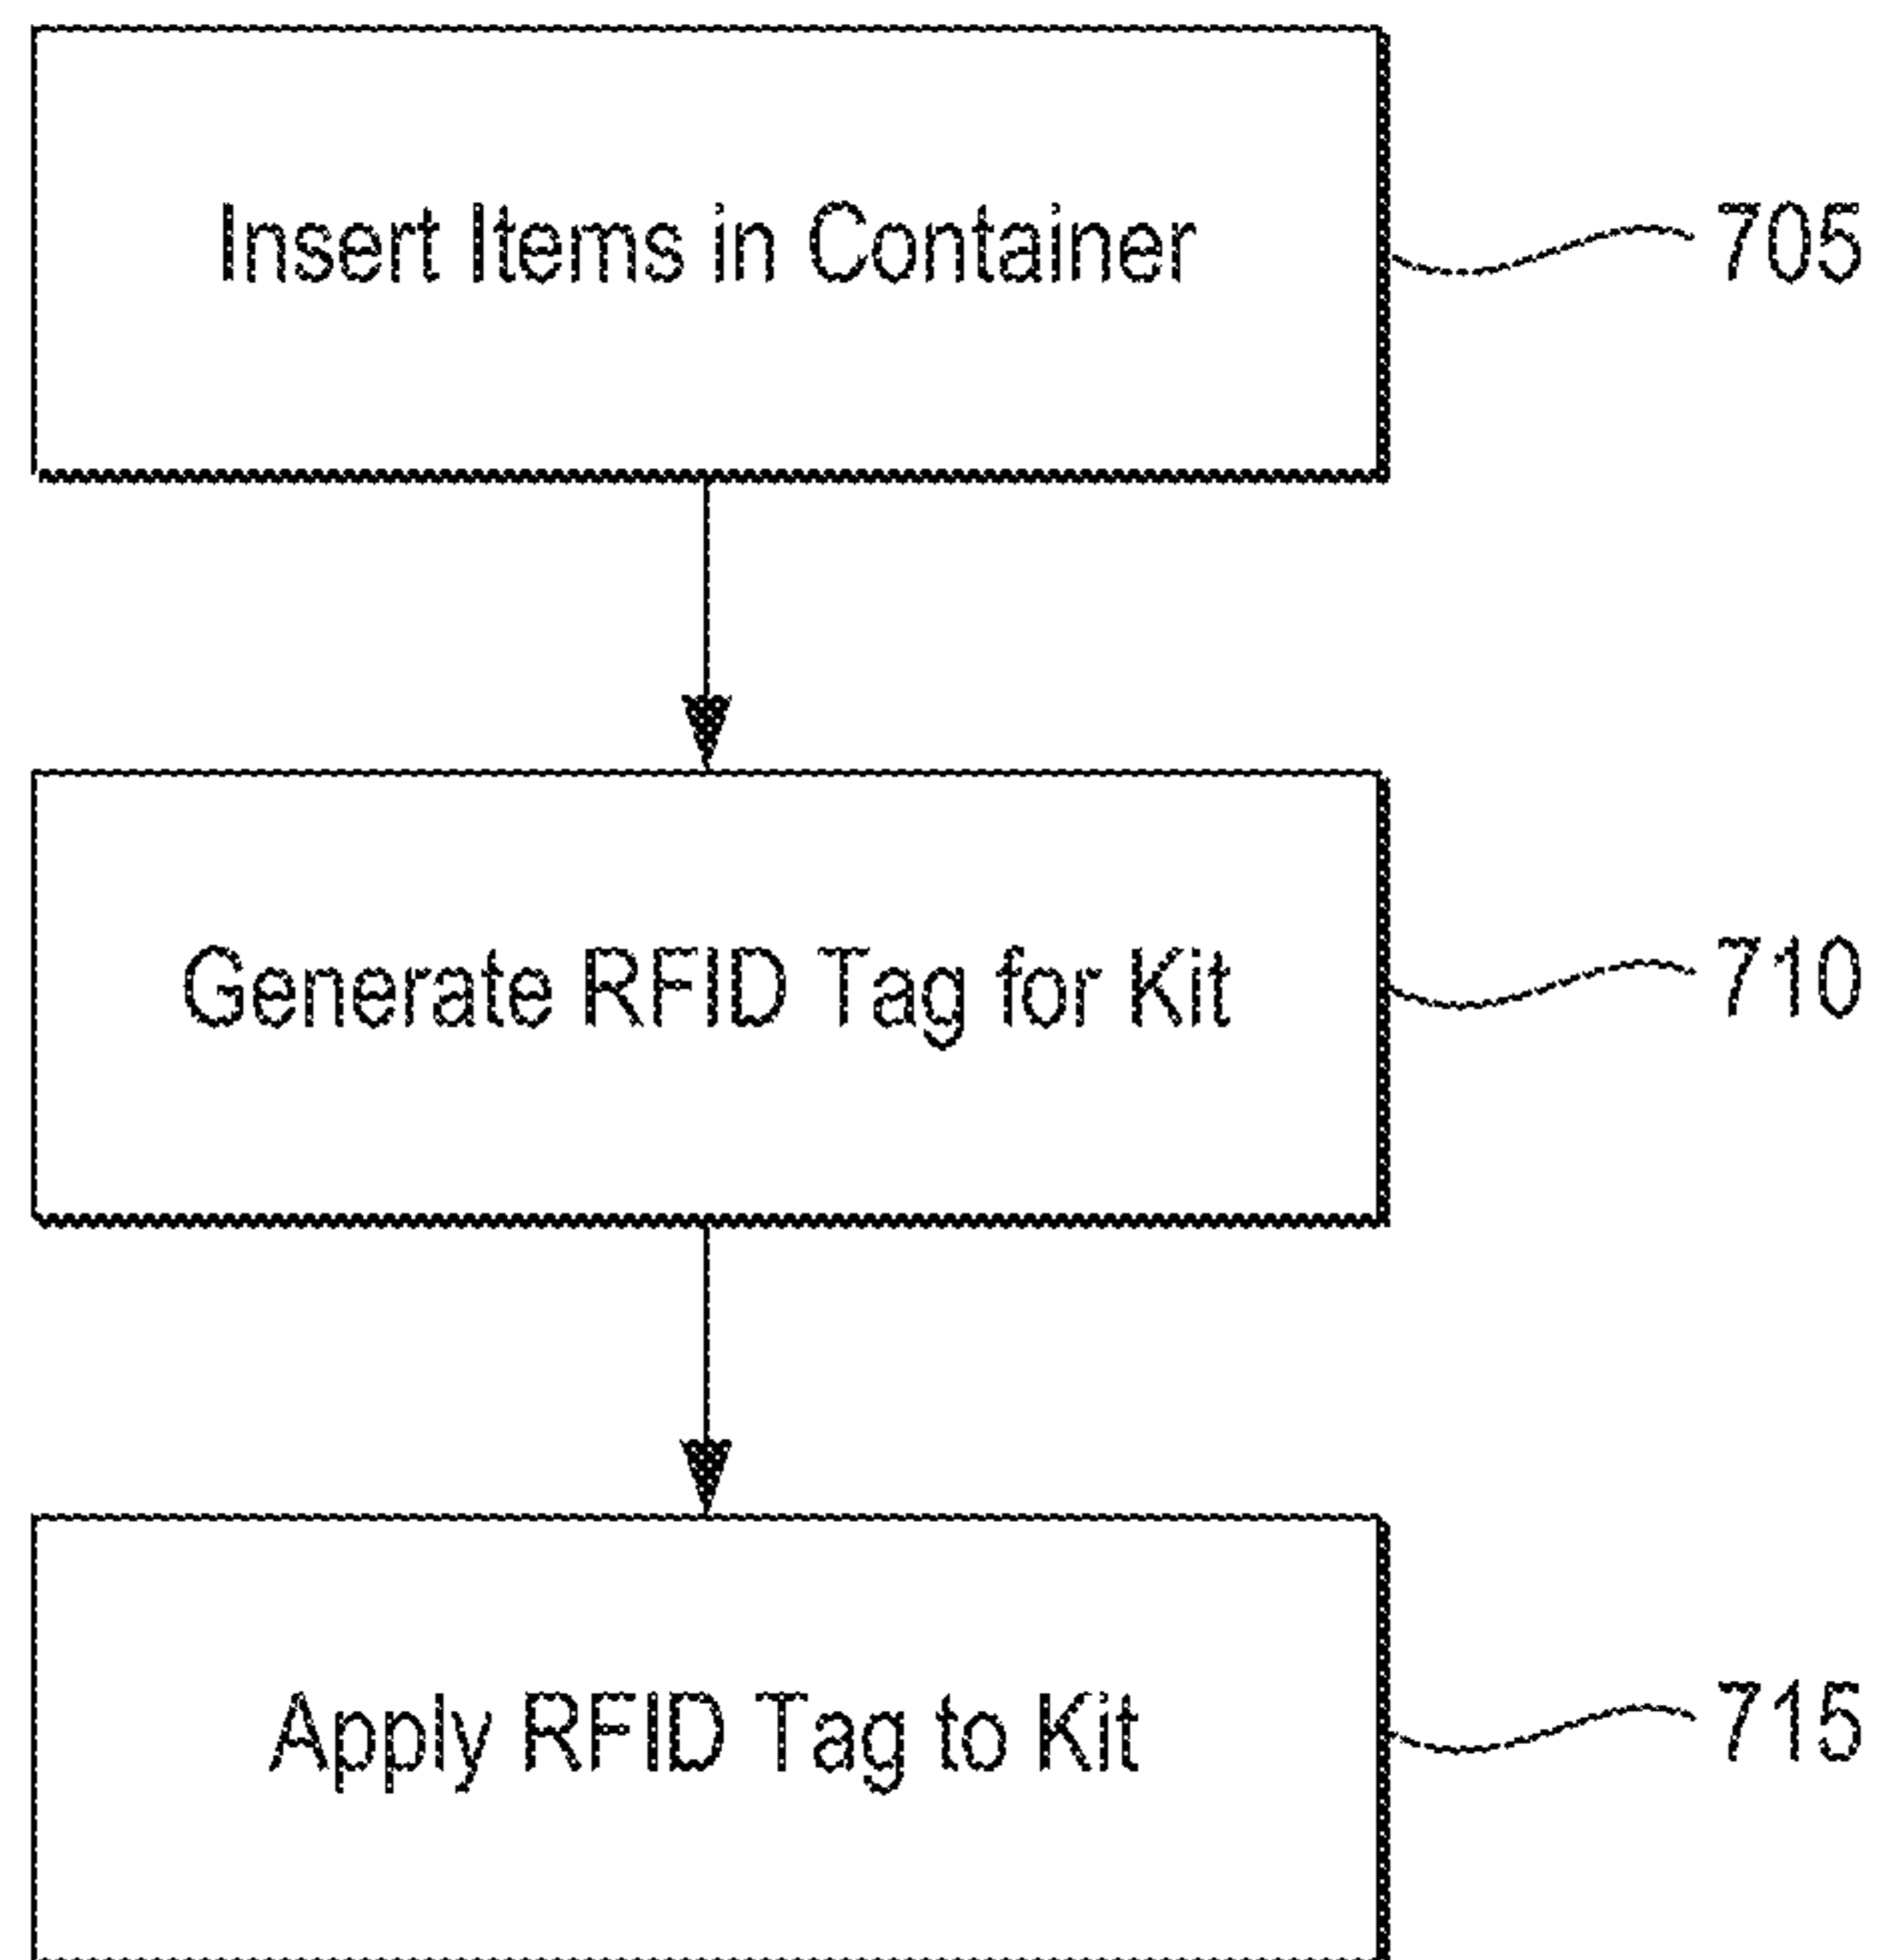 Insert Items in Container
705
Generate RFID Tag for Kit
710
Apply RFID Tag to Kit
715